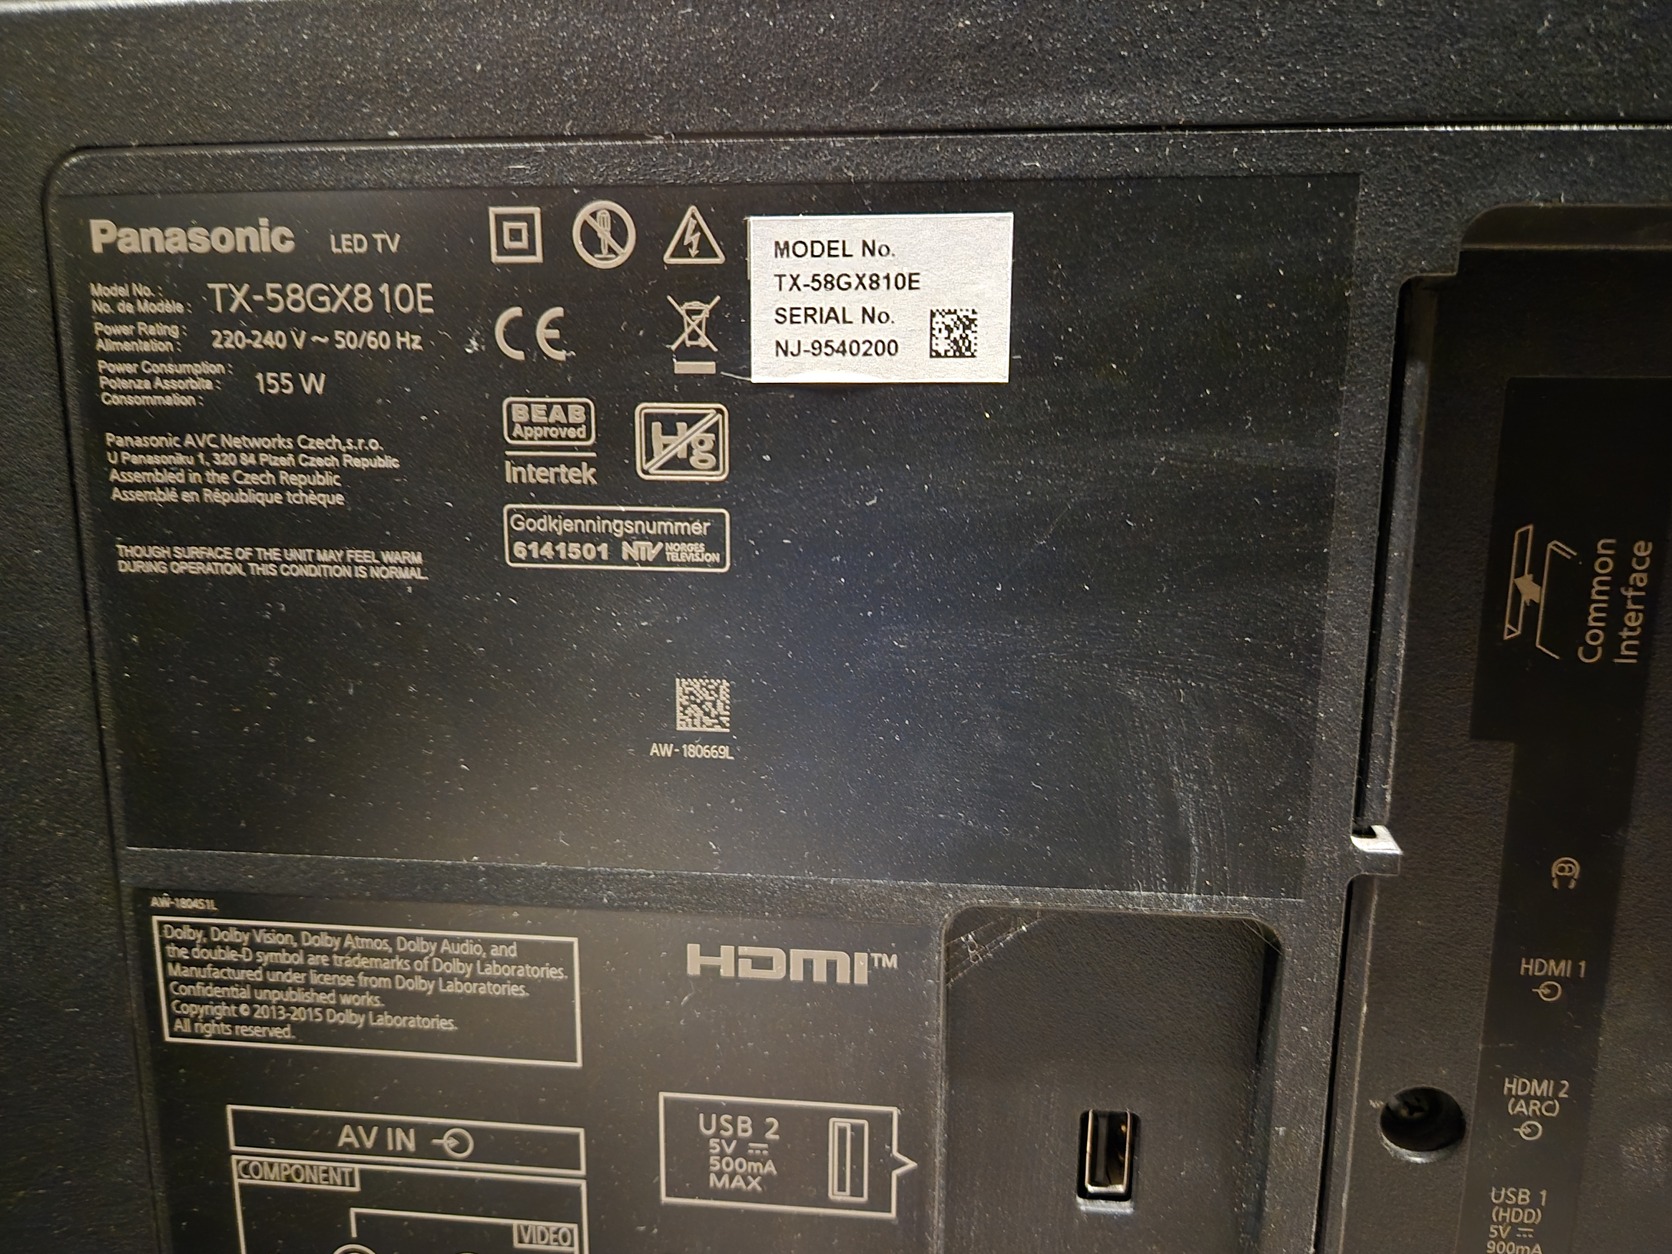 Panasonic LED TV
Model No. :
No. de Modèle : TX-58GX810E
Power Rating :
Alimentation : 220-240 V ~ 50/60 Hz
Power Consumption :
Potenza Assorbita : 155 W
Consommation :
Panasonic AVC Networks Czech,s.r.o.
U Panasoniku 1, 320 84 Plzeň Czech Republic
Assembled in the Czech Republic
Assemblé en République tchèque
THOUGH SURFACE OF THE UNIT MAY FEEL WARM
DURING OPERATION, THIS CONDITION IS NORMAL.
CE
BEAB
Approved
Intertek
Hg
Godkjenningsnummer
6141501 NTV NORGES
TELEVISJON
MODEL No.
TX-58GX810E
SERIAL No.
NJ-9540200
AW-180669L
AW-180451L
Dolby, Dolby Vision, Dolby Atmos, Dolby Audio, and
the double-D symbol are trademarks of Dolby Laboratories.
Manufactured under license from Dolby Laboratories.
Confidential unpublished works.
Copyright © 2013-2015 Dolby Laboratories.
All rights reserved.
HDMI™
AV IN
COMPONENT
VIDEO
USB 2
5V
500mA
MAX
Common
Interface
HDMI 1
HDMI 2
(ARC)
USB 1
(HDD)
5V
900mA